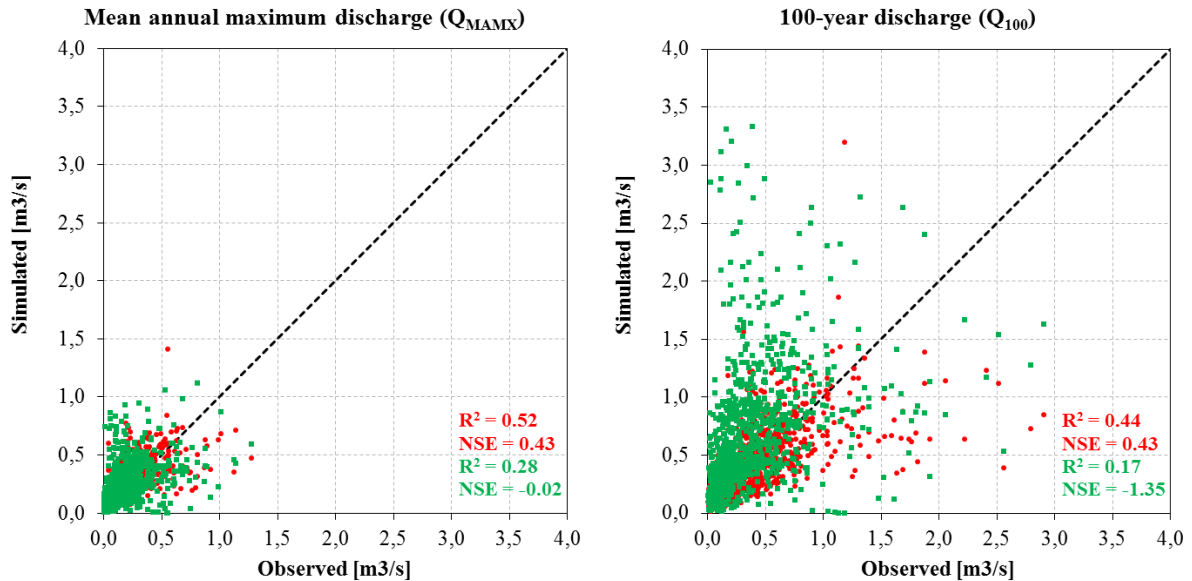 Mean annual maximum discharge (QMAMX)
4,0
3,5
3,0
2,5
2,0
1,5
1,0
0,5
0,0
Simulated [m3/s]
R² = 0.52
NSE = 0.43
R² = 0.28
NSE = -0.02
0,0 0,5 1,0 1,5 2,0 2,5 3,0 3,5 4,0
Observed [m3/s]
100-year discharge (Q100)
4,0
3,5
3,0
2,5
2,0
1,5
1,0
0,5
0,0
Simulated [m3/s]
R² = 0.44
NSE = 0.43
R² = 0.17
NSE = -1.35
0,0 0,5 1,0 1,5 2,0 2,5 3,0 3,5 4,0
Observed [m3/s]